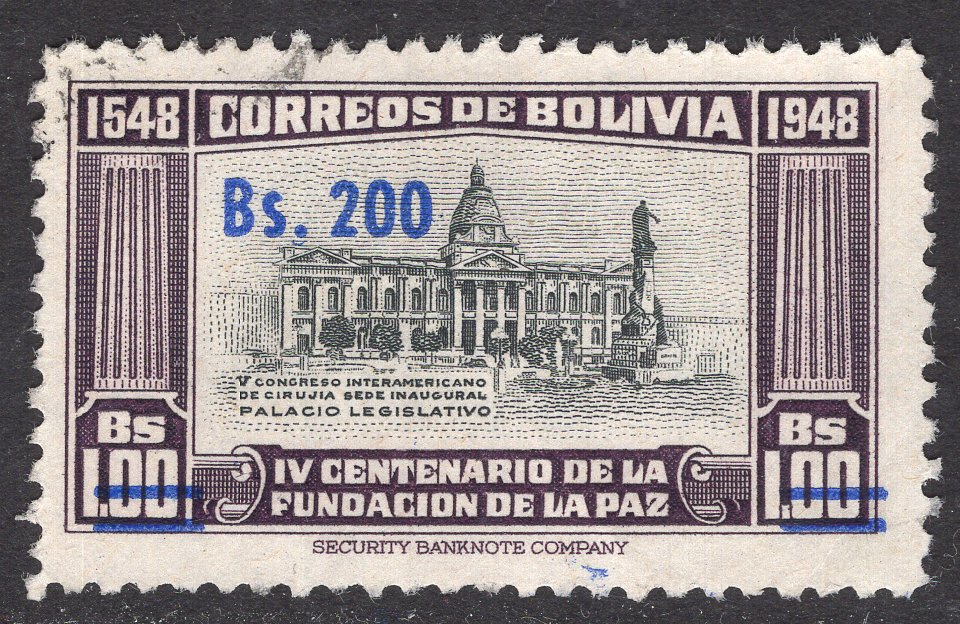 1548 CORREOS DE BOLIVIA 1948
Bs. 200
V CONGRESO INTERAMERICANO
DE CIRUJIA SEDE INAUGURAL
PALACIO LEGISLATIVO
Bs 1.00
IV CENTENARIO DE LA
FUNDACION DE LA PAZ
Bs 1.00
SECURITY BANKNOTE COMPANY